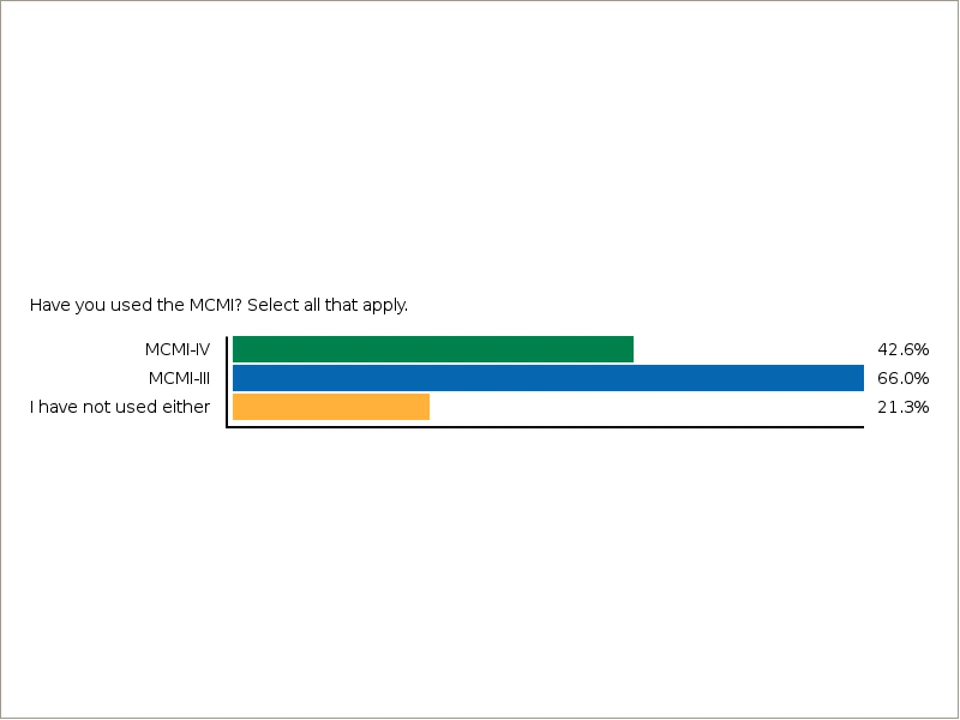 Have you used the MCMI? Select all that apply.
MCMI-IV 42.6%
MCMI-III 66.0%
I have not used either 21.3%